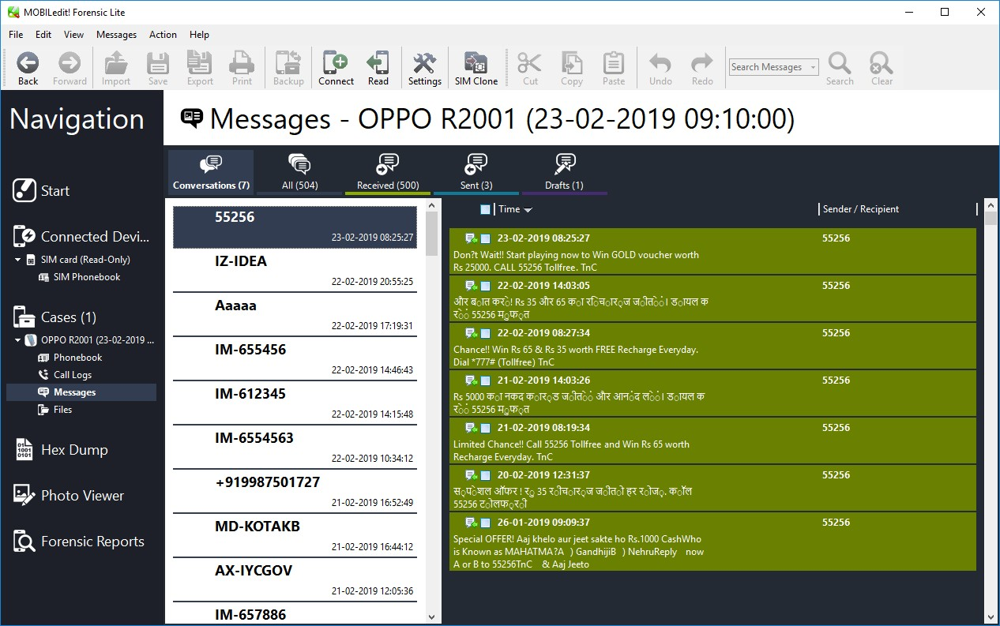 MOBILedit! Forensic Lite
File Edit View Messages Action Help
Back Forward Import Save Export Print Backup Connect Read Settings SIM Clone Cut Copy Paste Undo Redo Search Messages Search Clear
Navigation
Start
Connected Devi...
SIM card (Read-Only)
SIM Phonebook
Cases (1)
OPPO R2001 (23-02-2019 ...
Phonebook
Call Logs
Messages
Files
Hex Dump
Photo Viewer
Forensic Reports
Messages - OPPO R2001 (23-02-2019 09:10:00)
Conversations (7) All (504) Received (500) Sent (3) Drafts (1)
55256
23-02-2019 08:25:27
IZ-IDEA
22-02-2019 20:55:25
Aaaaa
22-02-2019 17:19:31
IM-655456
22-02-2019 14:46:43
IM-612345
22-02-2019 14:15:48
IM-6554563
22-02-2019 10:34:12
+919987501727
21-02-2019 16:52:49
MD-KOTAKB
21-02-2019 16:44:12
AX-IYCGOV
21-02-2019 12:05:36
IM-657886
Time Sender / Recipient
23-02-2019 08:25:27 55256
Don?t Wait!! Start playing now to Win GOLD voucher worth
Rs 25000. CALL 55256 Tollfree. TnC
22-02-2019 14:03:05 55256
और बात करे! Rs 35 और 65 का रिचार्ज जीतें। डायल क
रें 55256 मुफ्त
22-02-2019 08:27:34 55256
Chance!! Win Rs 65 & Rs 35 worth FREE Recharge Everyday.
Dial *777# (Tollfree) TnC
21-02-2019 14:03:26 55256
Rs 5000 का नकद कार्ड जीतें और आनंद लें। डायल क
रें 55256 मुफ्त
21-02-2019 08:19:34 55256
Limited Chance!! Call 55256 Tollfree and Win Rs 65 worth
Recharge Everyday. TnC
20-02-2019 12:31:37 55256
स्पेशल ऑफर ! रु 35 रीचार्ज जीतो हर रोज़. कॉल
55256 टोलफ्री
26-01-2019 09:09:37 55256
Special OFFER! Aaj khelo aur jeet sakte ho Rs.1000 CashWho
is Known as MAHATMA?A ) GandhijiB ) NehruReply now
A or B to 55256TnC & Aaj Jeeto